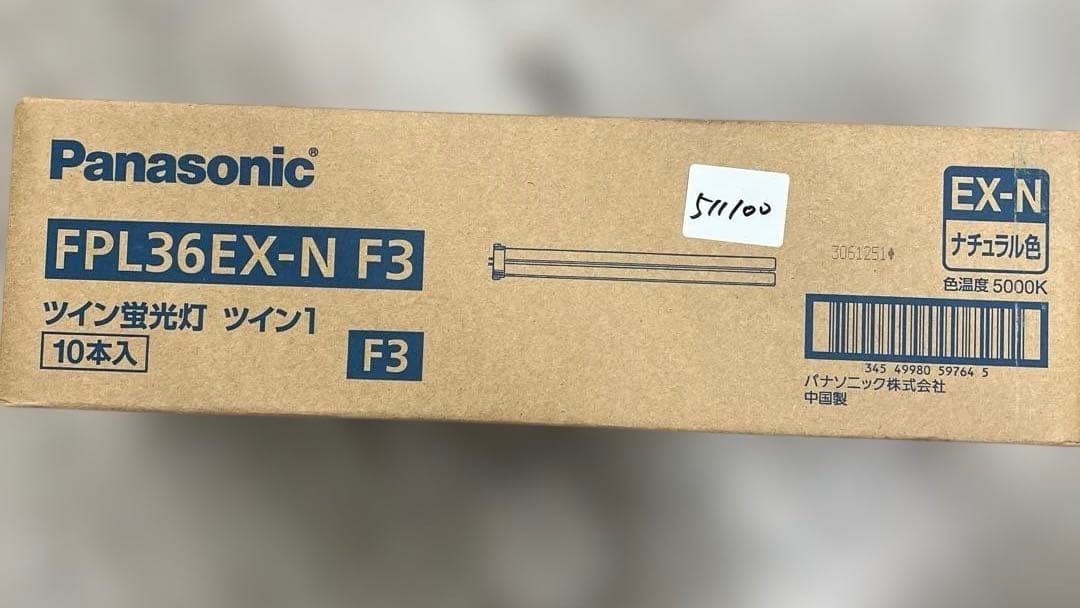 Panasonic®
FPL36EX-N F3
ツイン蛍光灯 ツイン1
10本入
F3
511100
3061251
EX-N
ナチュラル色
色温度 5000K
345 49980 59764 5
パナソニック株式会社
中国製